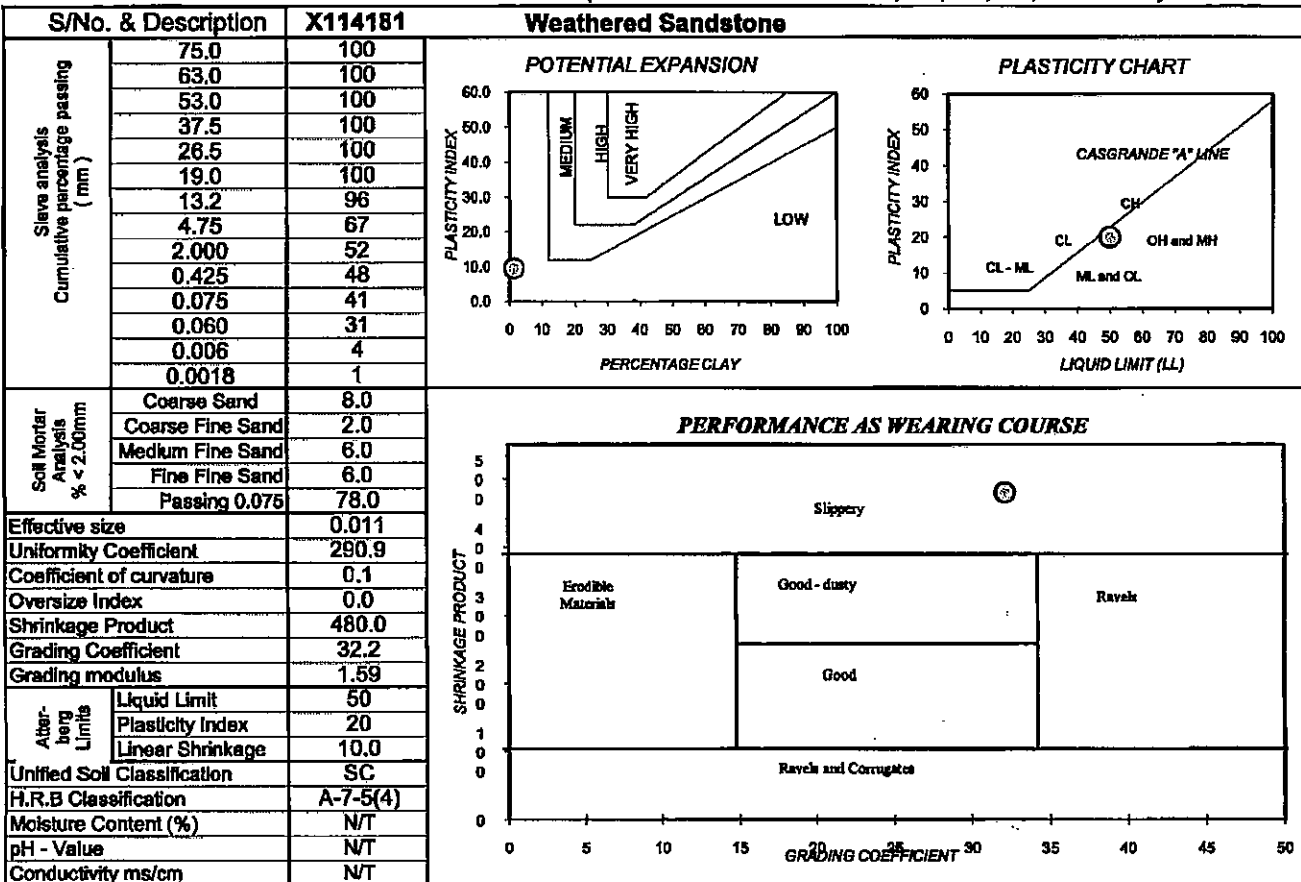 S/No. & Description X114181 Weathered Sandstone
Sieve analysis
Cumulative percentage passing
( mm )
75.0 100
63.0 100
53.0 100
37.5 100
26.5 100
19.0 100
13.2 96
4.75 67
2.000 52
0.425 48
0.075 41
0.060 31
0.006 4
0.0018 1
Soil Mortar
Analysis
% < 2.00mm
Coarse Sand 8.0
Coarse Fine Sand 2.0
Medium Fine Sand 6.0
Fine Fine Sand 6.0
Passing 0.075 78.0
Effective size 0.011
Uniformity Coefficient 290.9
Coefficient of curvature 0.1
Oversize Index 0.0
Shrinkage Product 480.0
Grading Coefficient 32.2
Grading modulus 1.59
Atter-
berg
Limits
Liquid Limit 50
Plasticity Index 20
Linear Shrinkage 10.0
Unified Soil Classification SC
H.R.B Classification A-7-5(4)
Moisture Content (%) N/T
pH - Value N/T
Conductivity ms/cm N/T
POTENTIAL EXPANSION
PLASTICITY INDEX
60.0
50.0
40.0
30.0
20.0
10.0
0.0
MEDIUM
HIGH
VERY HIGH
LOW
0 10 20 30 40 50 60 70 80 90 100
PERCENTAGE CLAY
PLASTICITY CHART
PLASTICITY INDEX
60
50
40
30
20
10
0
CASGRANDE "A" LINE
CH
CL
OH and MH
CL - ML
ML and OL
0 10 20 30 40 50 60 70 80 90 100
LIQUID LIMIT (LL)
PERFORMANCE AS WEARING COURSE
SHRINKAGE PRODUCT
500
400
300
200
100
0
Slippery
Erodible
Materials
Good - dusty
Ravels
Good
Ravels and Corrugates
0 5 10 15 20 25 30 35 40 45 50
GRADING COEFFICIENT